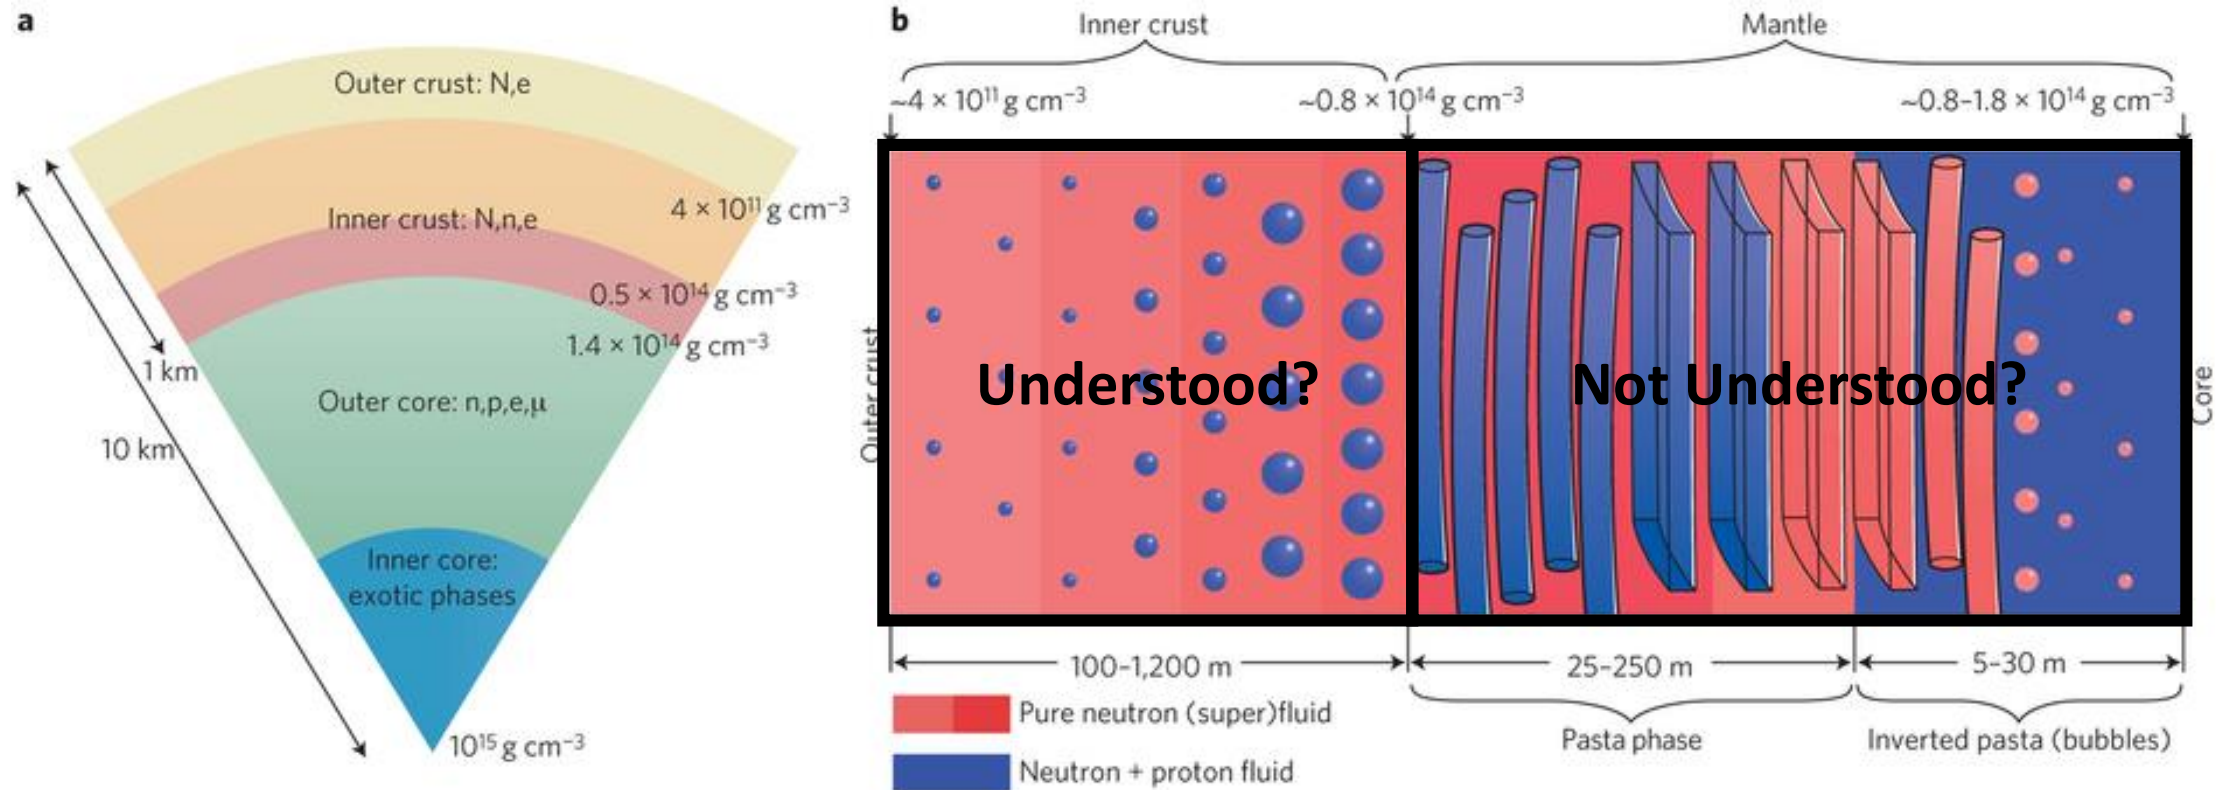 a
Outer crust: N,e
4 × 10¹¹ g cm⁻³
Inner crust: N,n,e
0.5 × 10¹⁴ g cm⁻³
1.4 × 10¹⁴ g cm⁻³
1 km
Outer core: n,p,e,μ
10 km
Inner core:
exotic phases
10¹⁵ g cm⁻³
b
Inner crust
Mantle
~4 × 10¹¹ g cm⁻³
~0.8 × 10¹⁴ g cm⁻³
~0.8–1.8 × 10¹⁴ g cm⁻³
Outer crust
Understood?
Not Understood?
Core
100–1,200 m
25–250 m
5–30 m
Pure neutron (super)fluid
Neutron + proton fluid
Pasta phase
Inverted pasta (bubbles)